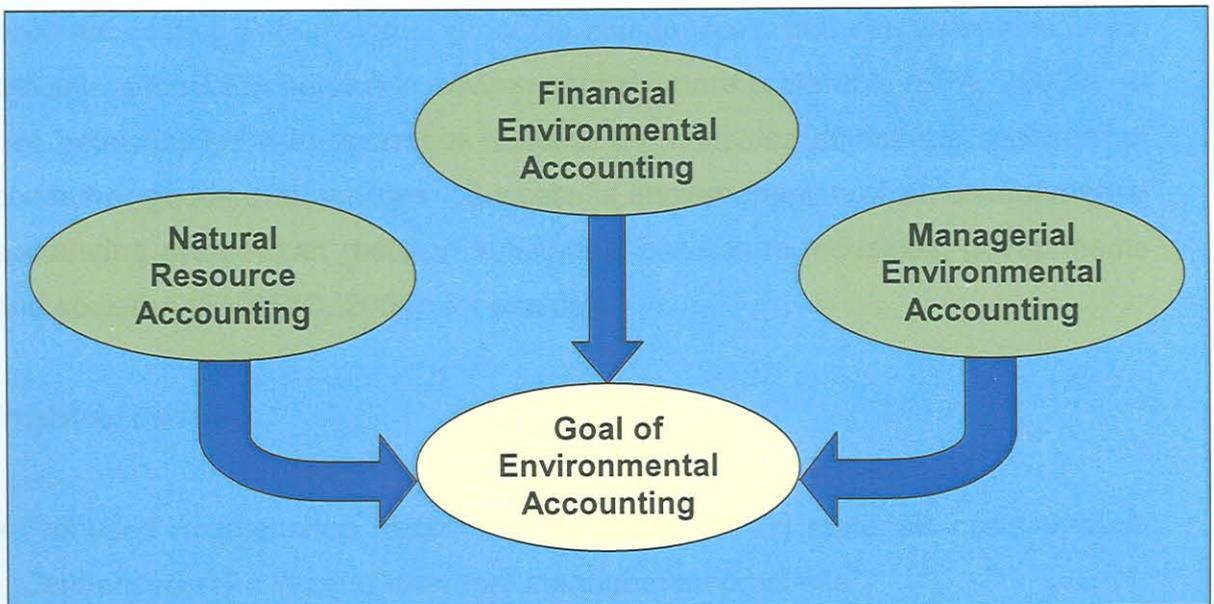 Financial
Environmental
Accounting
Natural
Resource
Accounting
Managerial
Environmental
Accounting
Goal of
Environmental
Accounting